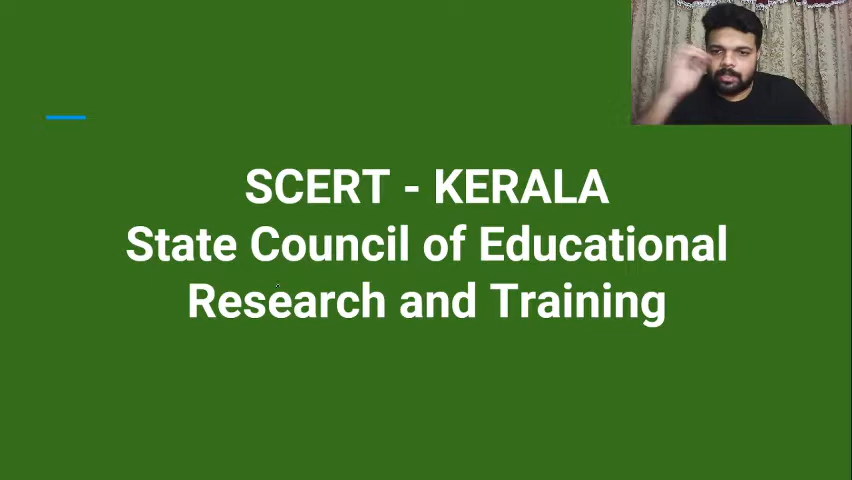 SCERT - KERALA
State Council of Educational
Research and Training